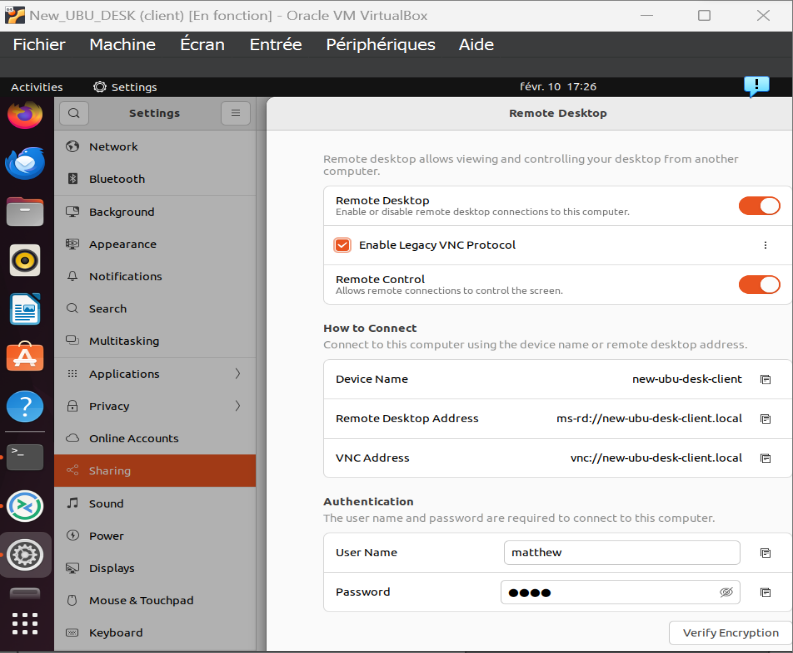 New_UBU_DESK (client) [En fonction] - Oracle VM VirtualBox
Fichier Machine Écran Entrée Périphériques Aide
Activities Settings févr. 10 17:26
Settings
Network
Bluetooth
Background
Appearance
Notifications
Search
Multitasking
Applications
Privacy
Online Accounts
Sharing
Sound
Power
Displays
Mouse & Touchpad
Keyboard
Remote Desktop
Remote desktop allows viewing and controlling your desktop from another
computer.
Remote Desktop
Enable or disable remote desktop connections to this computer.
Enable Legacy VNC Protocol
Remote Control
Allows remote connections to control the screen.
How to Connect
Connect to this computer using the device name or remote desktop address.
Device Name new-ubu-desk-client
Remote Desktop Address ms-rd://new-ubu-desk-client.local
VNC Address vnc://new-ubu-desk-client.local
Authentication
The user name and password are required to connect to this computer.
User Name matthew
Password ●●●●
Verify Encryption